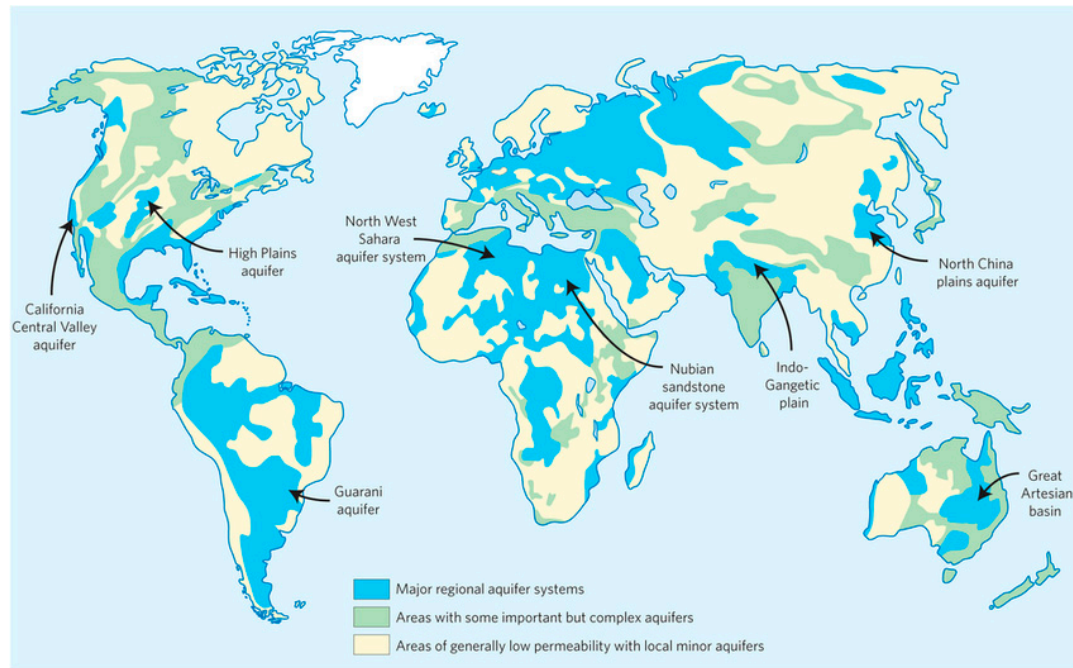 North West
Sahara
aquifer system
High Plains
aquifer
North China
plains aquifer
California
Central Valley
aquifer
Indo-
Gangetic
plain
Nubian
sandstone
aquifer system
Guarani
aquifer
Great
Artesian
basin
Major regional aquifer systems
Areas with some important but complex aquifers
Areas of generally low permeability with local minor aquifers